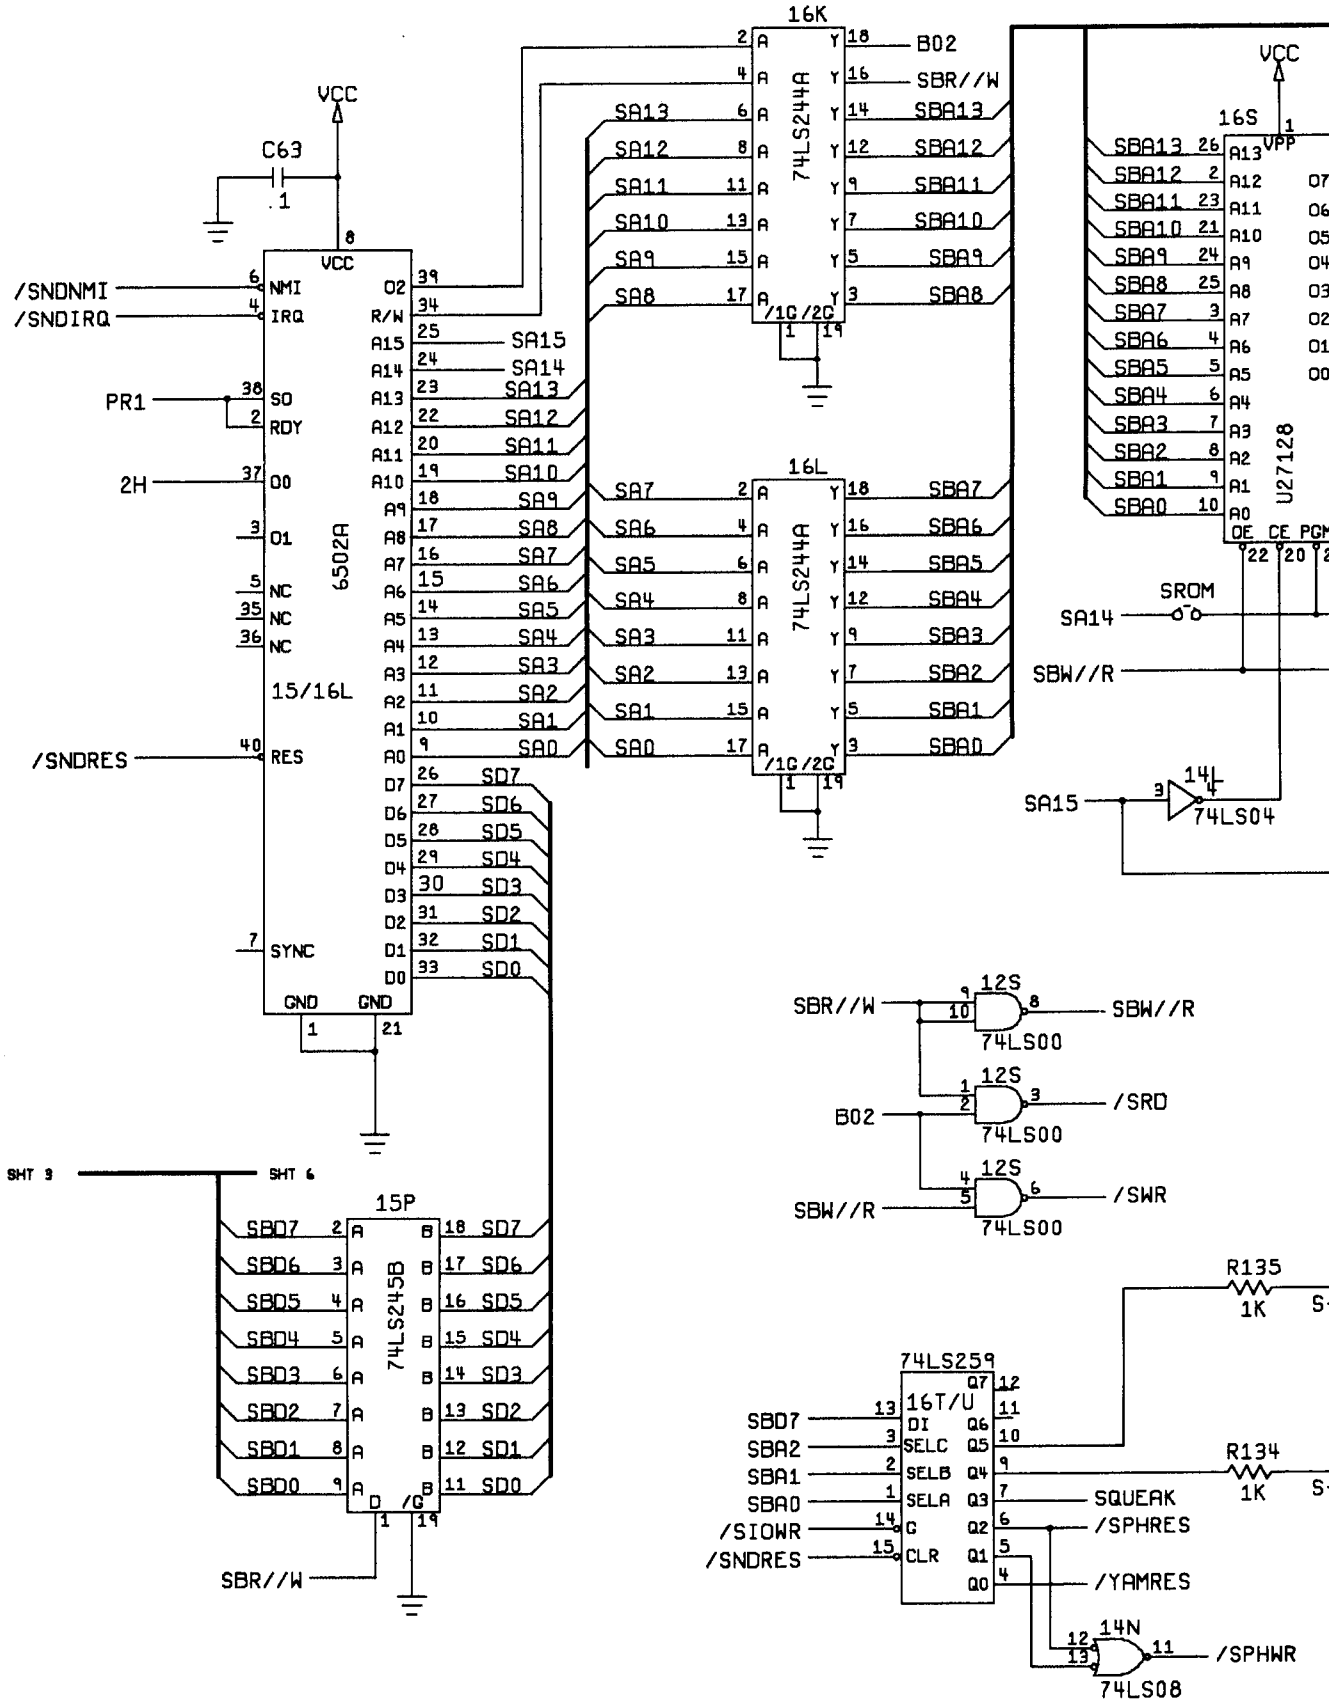 16K
2 A Y 18 B02
4 A Y 16 SBR//W
SA13 6 A Y 14 SBA13
SA12 8 A Y 12 SBA12
SA11 11 A Y 9 SBA11
SA10 13 A Y 7 SBA10
SA9 15 A Y 5 SBA9
SA8 17 A Y 3 SBA8
74LS244A
/1G /2G
1 19
VCC
C63
.1
8
VCC
/SNDNMI 6 NMI
/SNDIRQ 4 IRQ
PR1 38 SO
2 RDY
2H 37 O0
3 O1
5 NC
35 NC
36 NC
6502A
15/16L
/SNDRES 40 RES
7 SYNC
GND GND
1 21
O2 39
R/W 34
A15 25 SA15
A14 24 SA14
A13 23 SA13
A12 22 SA12
A11 20 SA11
A10 19 SA10
A9 18 SA9
A8 17 SA8
A7 16 SA7
A6 15 SA6
A5 14 SA5
A4 13 SA4
A3 12 SA3
A2 11 SA2
A1 10 SA1
A0 9 SA0
D7 26 SD7
D6 27 SD6
D5 28 SD5
D4 29 SD4
D3 30 SD3
D2 31 SD2
D1 32 SD1
D0 33 SD0
16L
SA7 2 A Y 18 SBA7
SA6 4 A Y 16 SBA6
SA5 6 A Y 14 SBA5
SA4 8 A Y 12 SBA4
SA3 11 A Y 9 SBA3
SA2 13 A Y 7 SBA2
SA1 15 A Y 5 SBA1
SA0 17 A Y 3 SBA0
74LS244A
/1G /2G
1 19
VCC
16S 1
VPP
SBA13 26 A13
SBA12 2 A12 O7
SBA11 23 A11 O6
SBA10 21 A10 O5
SBA9 24 A9 O4
SBA8 25 A8 O3
SBA7 3 A7 O2
SBA6 4 A6 O1
SBA5 5 A5 O0
SBA4 6 A4
SBA3 7 A3
SBA2 8 A2
SBA1 9 A1
SBA0 10 A0
U27128
OE CE PGM
22 20 2
SROM
SA14
SBW//R
14L
SA15 3 4
74LS04
12S
SBR//W 9 10 8 SBW//R
74LS00
12S
B02 1 2 3 /SRD
74LS00
12S
SBW//R 4 5 6 /SWR
74LS00
SHT 3 SHT 6
15P
SBD7 2 A B 18 SD7
SBD6 3 A B 17 SD6
SBD5 4 A B 16 SD5
SBD4 5 A B 15 SD4
SBD3 6 A B 14 SD3
SBD2 7 A B 13 SD2
SBD1 8 A B 12 SD1
SBD0 9 A B 11 SD0
74LS245B
D /G
1 19
SBR//W
R135
1K S-
74LS259
16T/U
Q7 12
SBD7 13 DI Q6 11
SBA2 3 SELC Q5 10
SBA1 2 SELB Q4 9
SBA0 1 SELA Q3 7 SQUEAK
/SIOWR 14 G Q2 6 /SPHRES
/SNDRES 15 CLR Q1 5
Q0 4 /YAMRES
R134
1K S-
14N
12 13 11 /SPHWR
74LS08